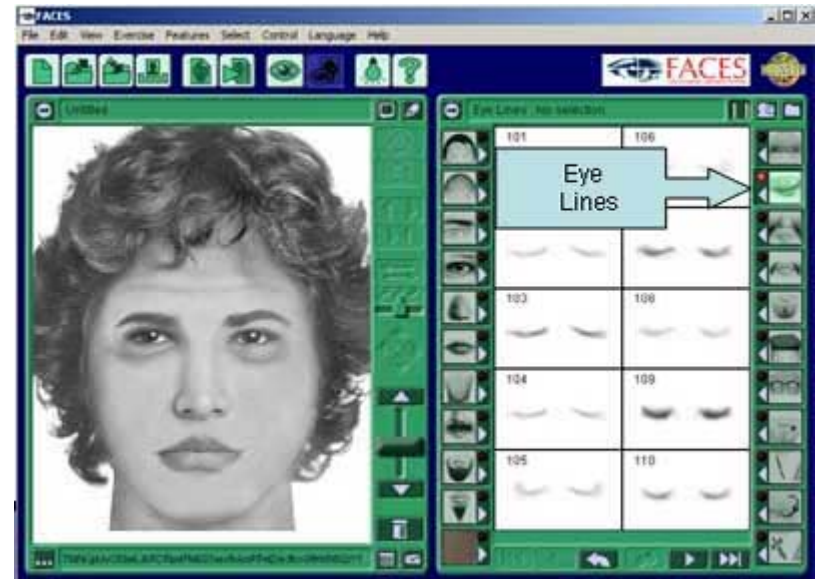 FACES
File Edit View Exercise Features Select Control Language Help
FACES
Untitled
Eye Lines , No selection
101
106
Eye
Lines
103
108
104
109
105
110